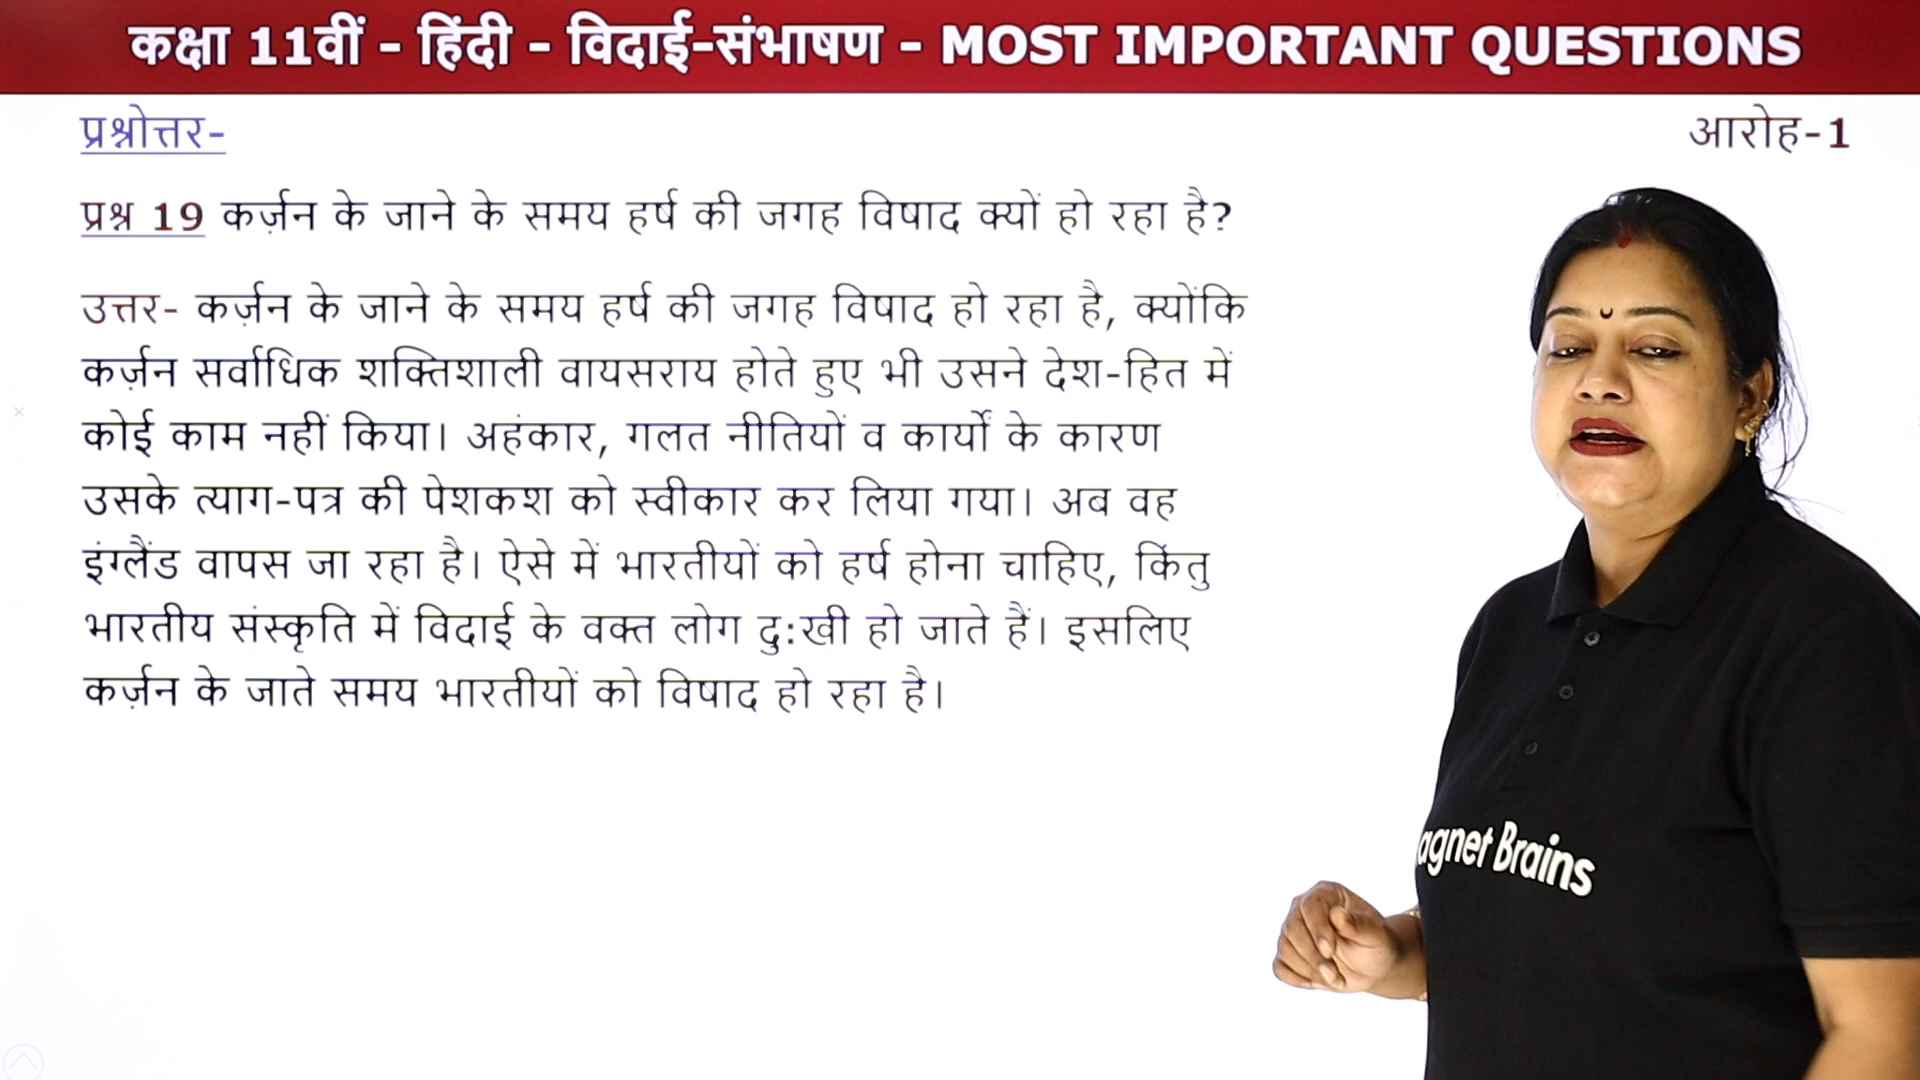 कक्षा 11वीं - हिंदी - विदाई-संभाषण - MOST IMPORTANT QUESTIONS
प्रश्नोत्तर-
आरोह-1
प्रश्न 19 कर्ज़न के जाने के समय हर्ष की जगह विषाद क्यों हो रहा है?
उत्तर- कर्ज़न के जाने के समय हर्ष की जगह विषाद हो रहा है, क्योंकि
कर्ज़न सर्वाधिक शक्तिशाली वायसराय होते हुए भी उसने देश-हित में
कोई काम नहीं किया। अहंकार, गलत नीतियों व कार्यों के कारण
उसके त्याग-पत्र की पेशकश को स्वीकार कर लिया गया। अब वह
इंग्लैंड वापस जा रहा है। ऐसे में भारतीयों को हर्ष होना चाहिए, किंतु
भारतीय संस्कृति में विदाई के वक्त लोग दु:खी हो जाते हैं। इसलिए
कर्ज़न के जाते समय भारतीयों को विषाद हो रहा है।
agnet Brains